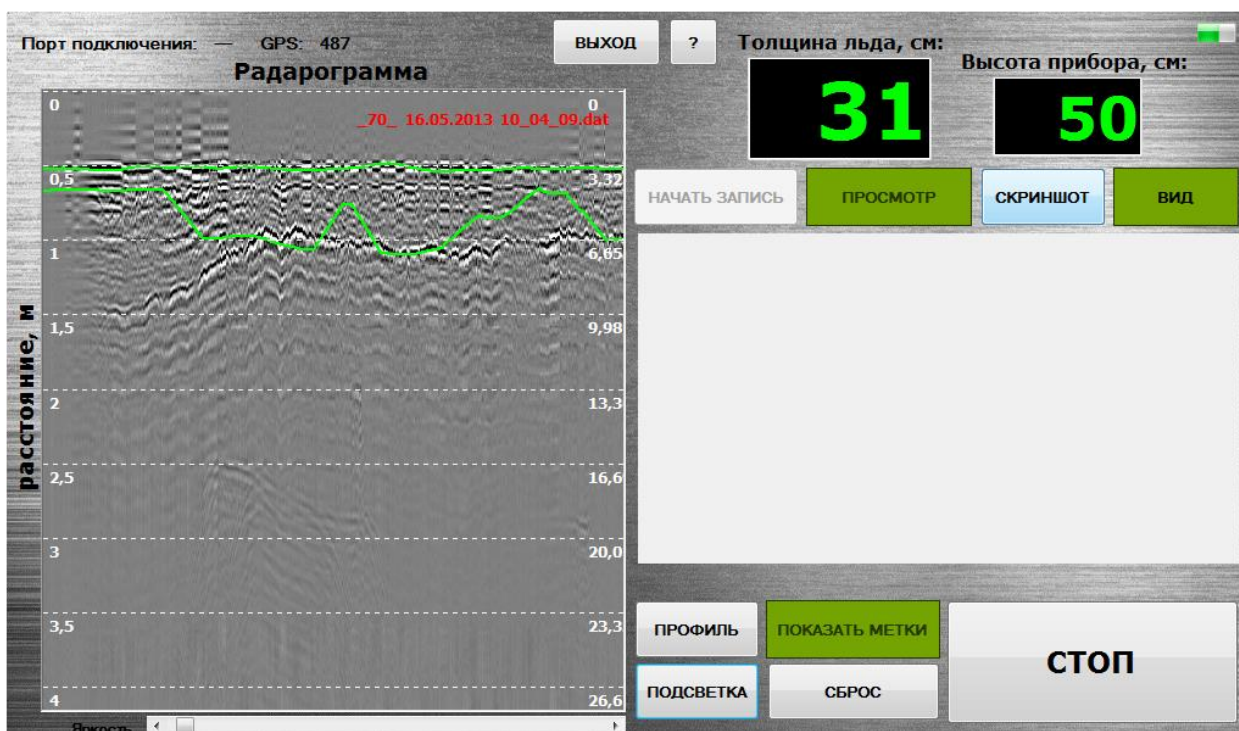 Порт подключения: — GPS: 487
ВЫХОД
?
Толщина льда, см:
Высота прибора, см:
31
50
Радарограмма
_70_ 16.05.2013 10_04_09.dat
расстояние, м
0 0
0,5 3,32
1 6,65
1,5 9,98
2 13,3
2,5 16,6
3 20,0
3,5 23,3
4 26,6
Яркость
НАЧАТЬ ЗАПИСЬ
ПРОСМОТР
СКРИНШОТ
ВИД
ПРОФИЛЬ
ПОКАЗАТЬ МЕТКИ
СТОП
ПОДСВЕТКА
СБРОС